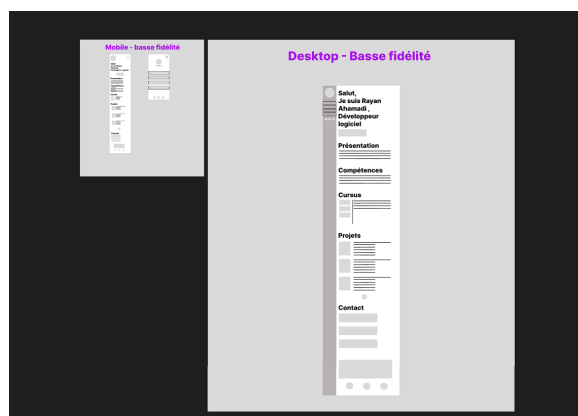 Mobile - basse fidélité
Desktop - Basse fidélité
Salut,
Je suis Rayan
Ahamadi ,
Développeur
logiciel
Présentation
Compétences
Cursus
Projets
Contact